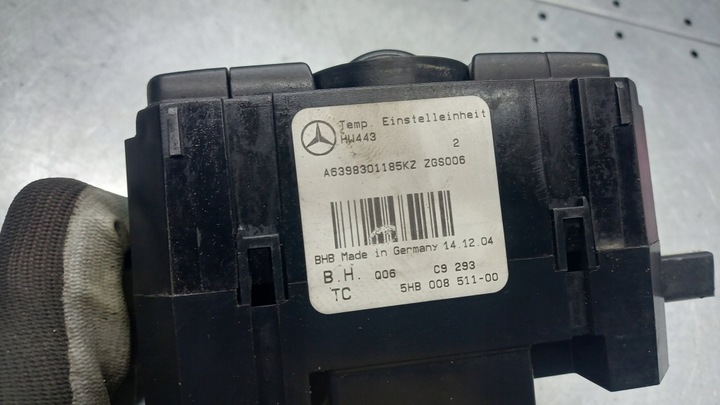 Temp. Einstelleinheit
HW443 2
A6398301185KZ ZGS006
BHB Made in Germany 14.12.04
B.H. Q06 C9 293
TC 5HB 008 511-00